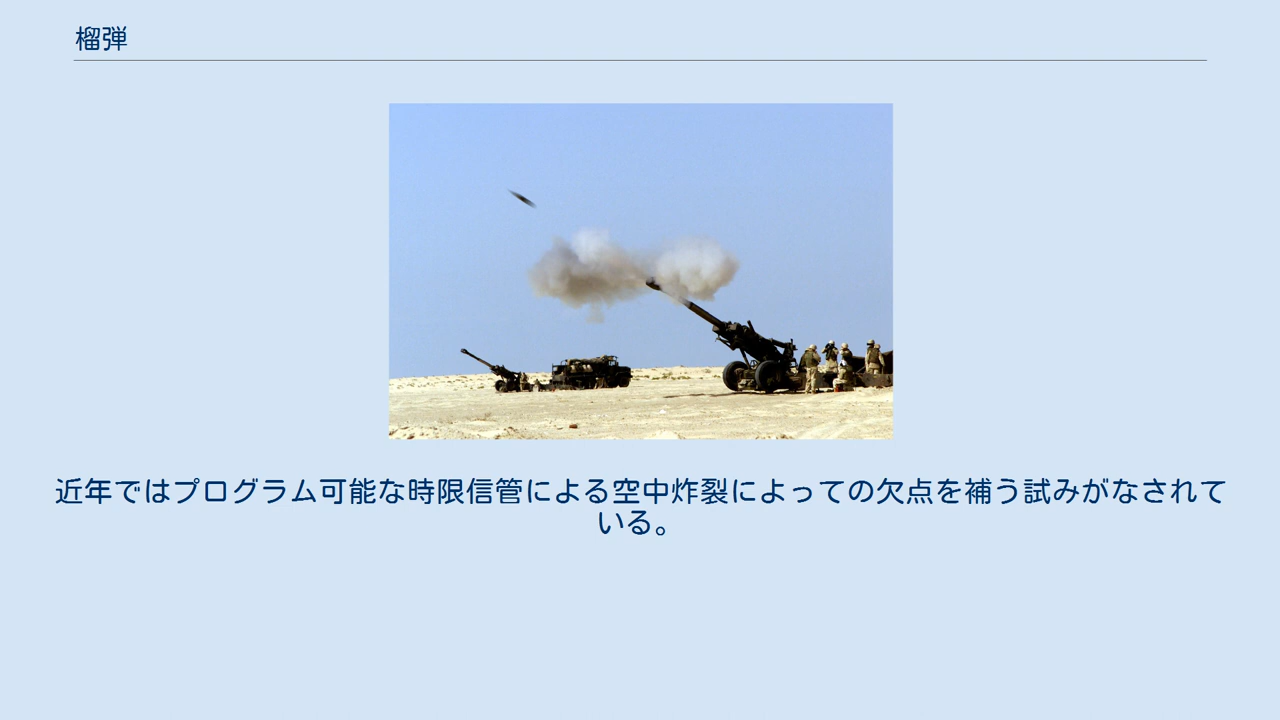 榴弾
近年ではプログラム可能な時限信管による空中炸裂によっての欠点を補う試みがなされて
いる。